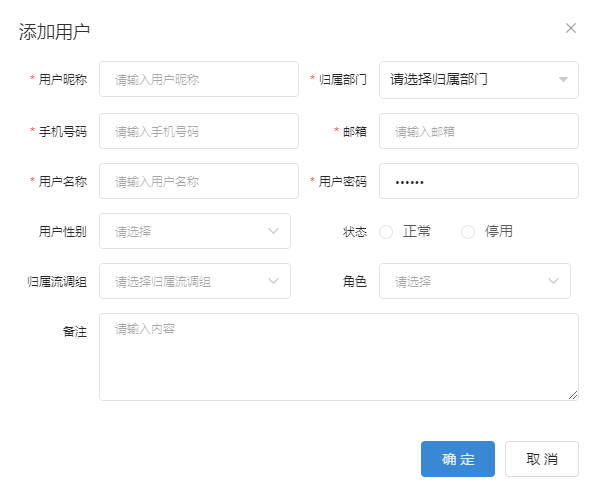 添加用户
* 用户昵称 请输入用户昵称 * 归属部门 请选择归属部门
* 手机号码 请输入手机号码 * 邮箱 请输入邮箱
* 用户名称 请输入用户名称 * 用户密码 ••••••
用户性别 请选择 状态 正常 停用
归属流调组 请选择归属流调组 角色 请选择
备注 请输入内容
确 定 取 消